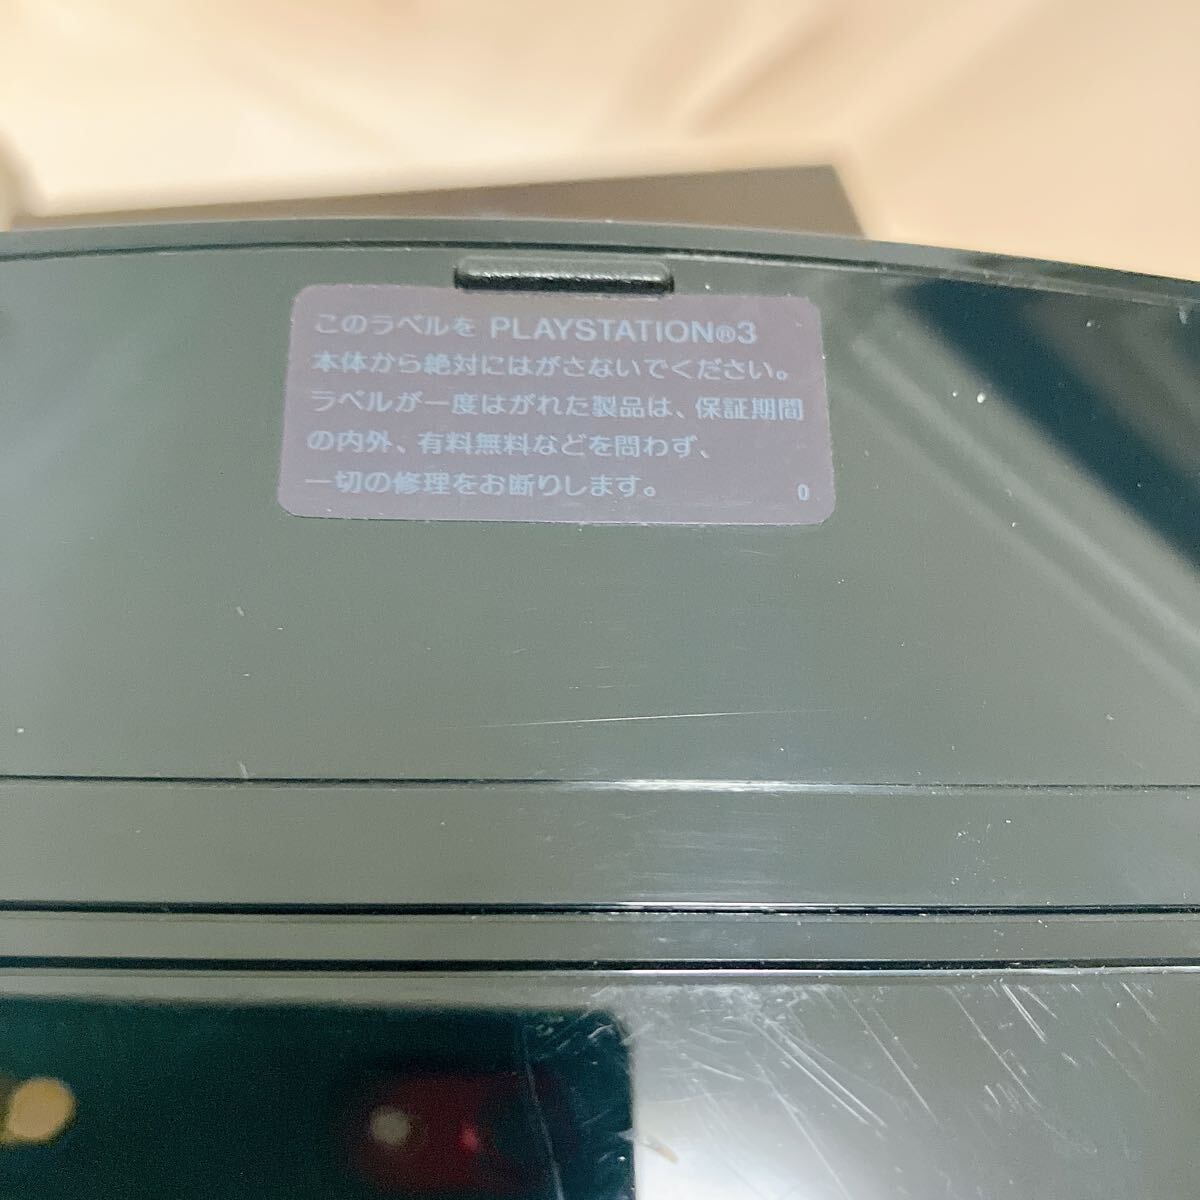 このラベルを PLAYSTATION®3
本体から絶対にはがさないでください。
ラベルが一度はがれた製品は、保証期間
の内外、有料無料などを問わず、
一切の修理をお断りします。
0